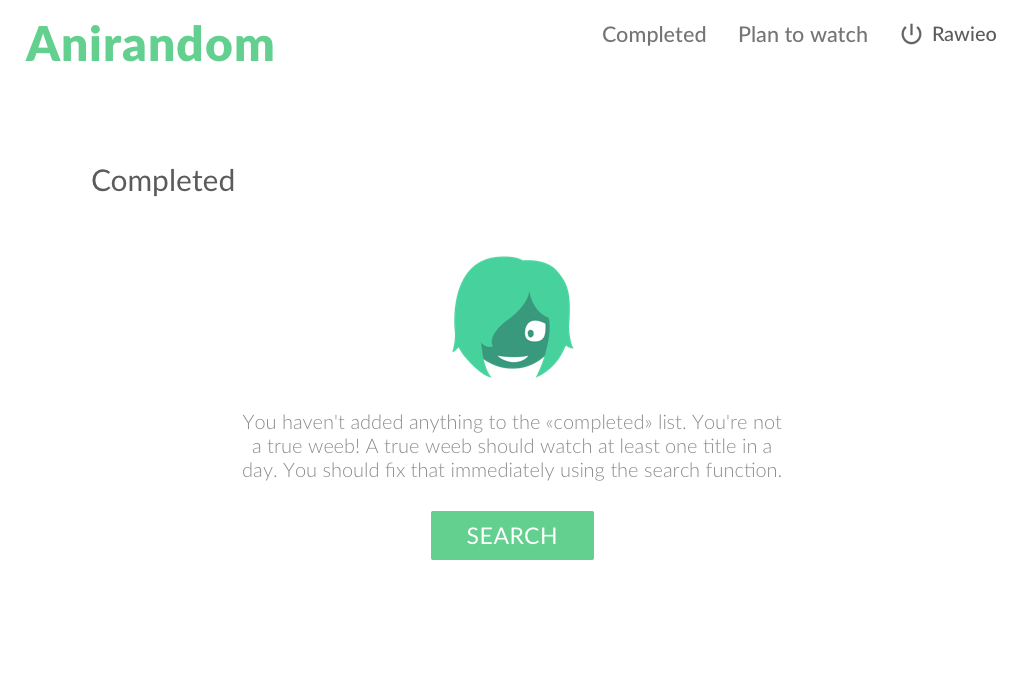 Anirandom
Completed
Plan to watch
Rawieo
Completed
You haven't added anything to the «completed» list. You're not
a true weeb! A true weeb should watch at least one title in a
day. You should fix that immediately using the search function.
SEARCH